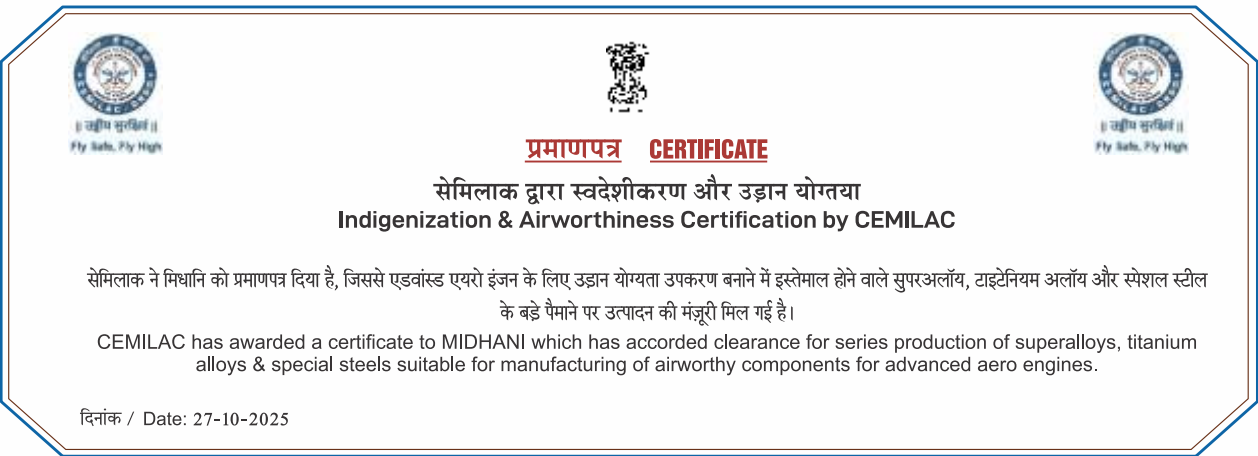 || उड्डीय सुरक्षितं ||
Fly Safe, Fly High
|| उड्डीय सुरक्षितं ||
Fly Safe, Fly High
प्रमाणपत्र CERTIFICATE
सेमिलाक द्वारा स्वदेशीकरण और उड़ान योग्तया
Indigenization & Airworthiness Certification by CEMILAC
सेमिलाक ने मिधानि को प्रमाणपत्र दिया है, जिससे एडवांस्ड एयरो इंजन के लिए उड़ान योग्यता उपकरण बनाने में इस्तेमाल होने वाले सुपरअलॉय, टाइटेनियम अलॉय और स्पेशल स्टील
के बड़े पैमाने पर उत्पादन की मंज़ूरी मिल गई है।
CEMILAC has awarded a certificate to MIDHANI which has accorded clearance for series production of superalloys, titanium
alloys & special steels suitable for manufacturing of airworthy components for advanced aero engines.
दिनांक / Date: 27-10-2025